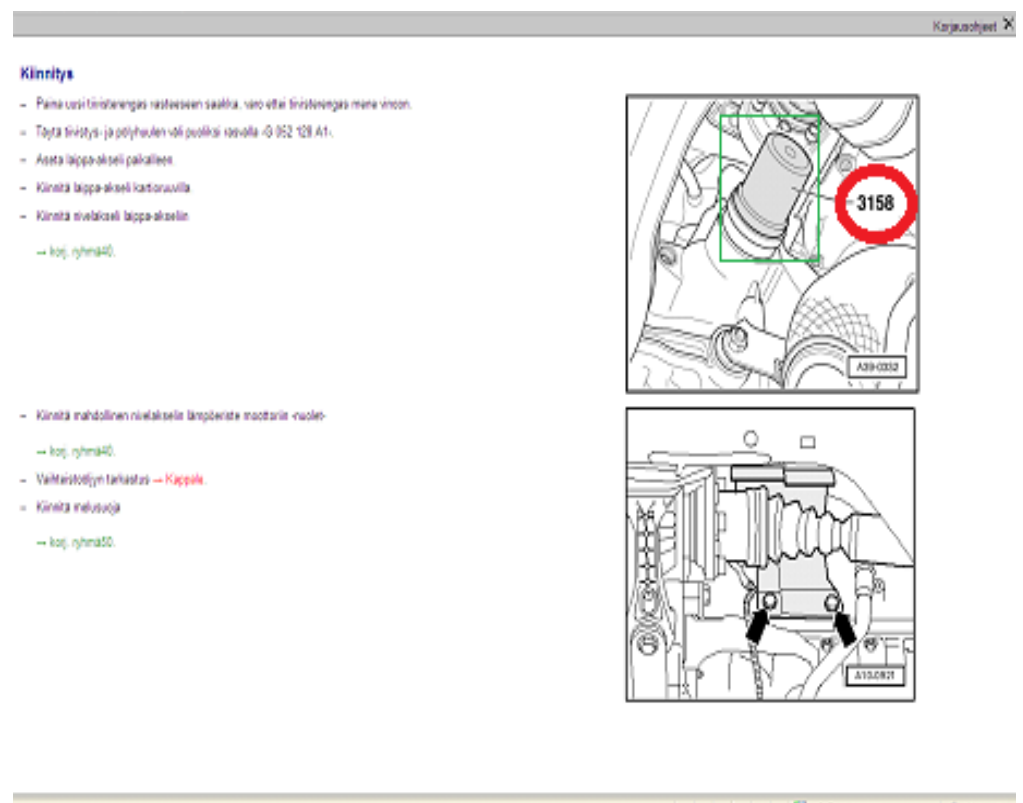 Korjausohjeet X
Kiinnitys
- Paina uusi tiivisterengas vasteeseen saakka, varo ettei tiivisterengas mene vinoon.
- Täytä tiivistys- ja pölyhuulen väli puoliksi rasvalla -G 052 128 A1-.
- Aseta laippa-akseli paikalleen
- Kiinnitä laippa-akseli kartioruuvilla
- Kiinnitä nivelakseli laippa-akseliin
→ korj. ryhmä40.
3158
A39-0332
- Kiinnitä mahdollinen nivelakselin lämpöeriste moottoriin -nuolet-
→ korj. ryhmä40.
- Vaihteistoöljyn tarkastus → Kappale.
- Kiinnitä melusuoja
→ korj. ryhmä50.
A10-0921